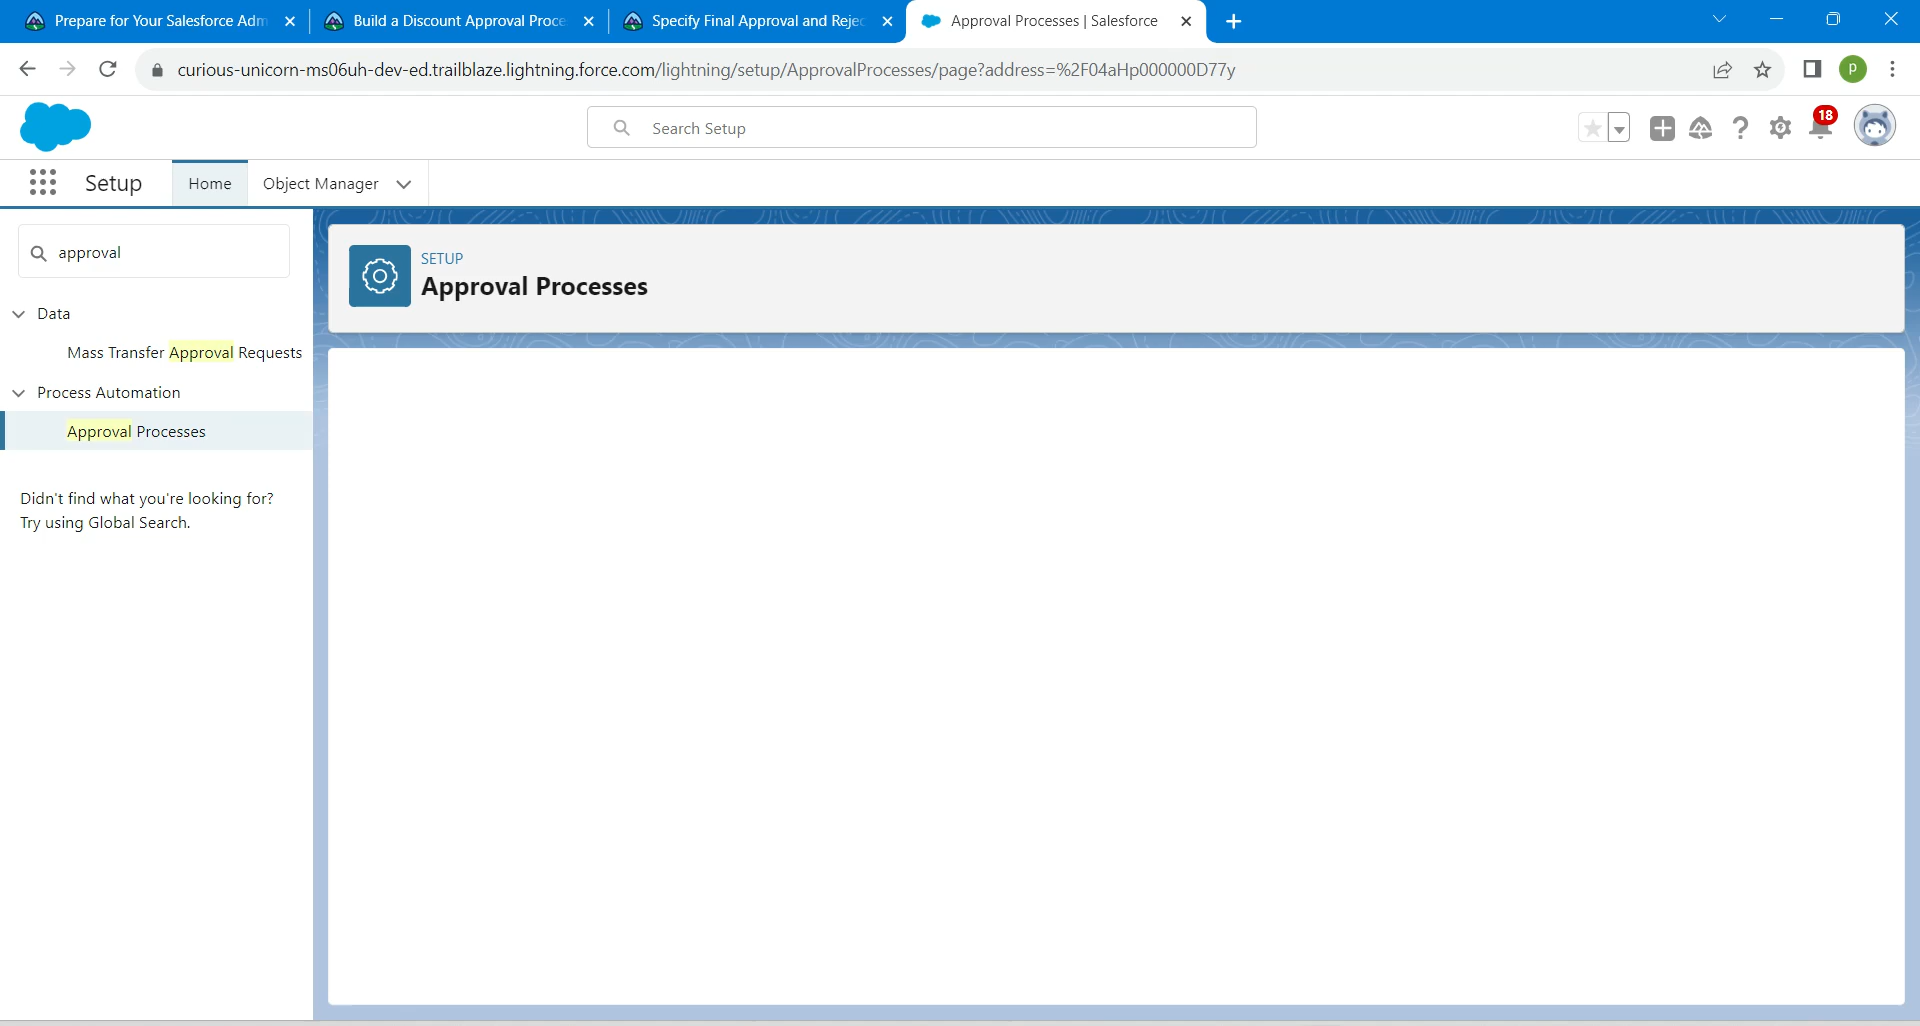 Prepare for Your Salesforce Adm
Build a Discount Approval Proce
Specify Final Approval and Rejec
Approval Processes | Salesforce
curious-unicorn-ms06uh-dev-ed.trailblaze.lightning.force.com/lightning/setup/ApprovalProcesses/page?address=%2F04aHp000000D77y
p
Search Setup
18
Setup
Home
Object Manager
approval
SETUP
Approval Processes
Data
Mass Transfer Approval Requests
Process Automation
Approval Processes
Didn't find what you're looking for?
Try using Global Search.